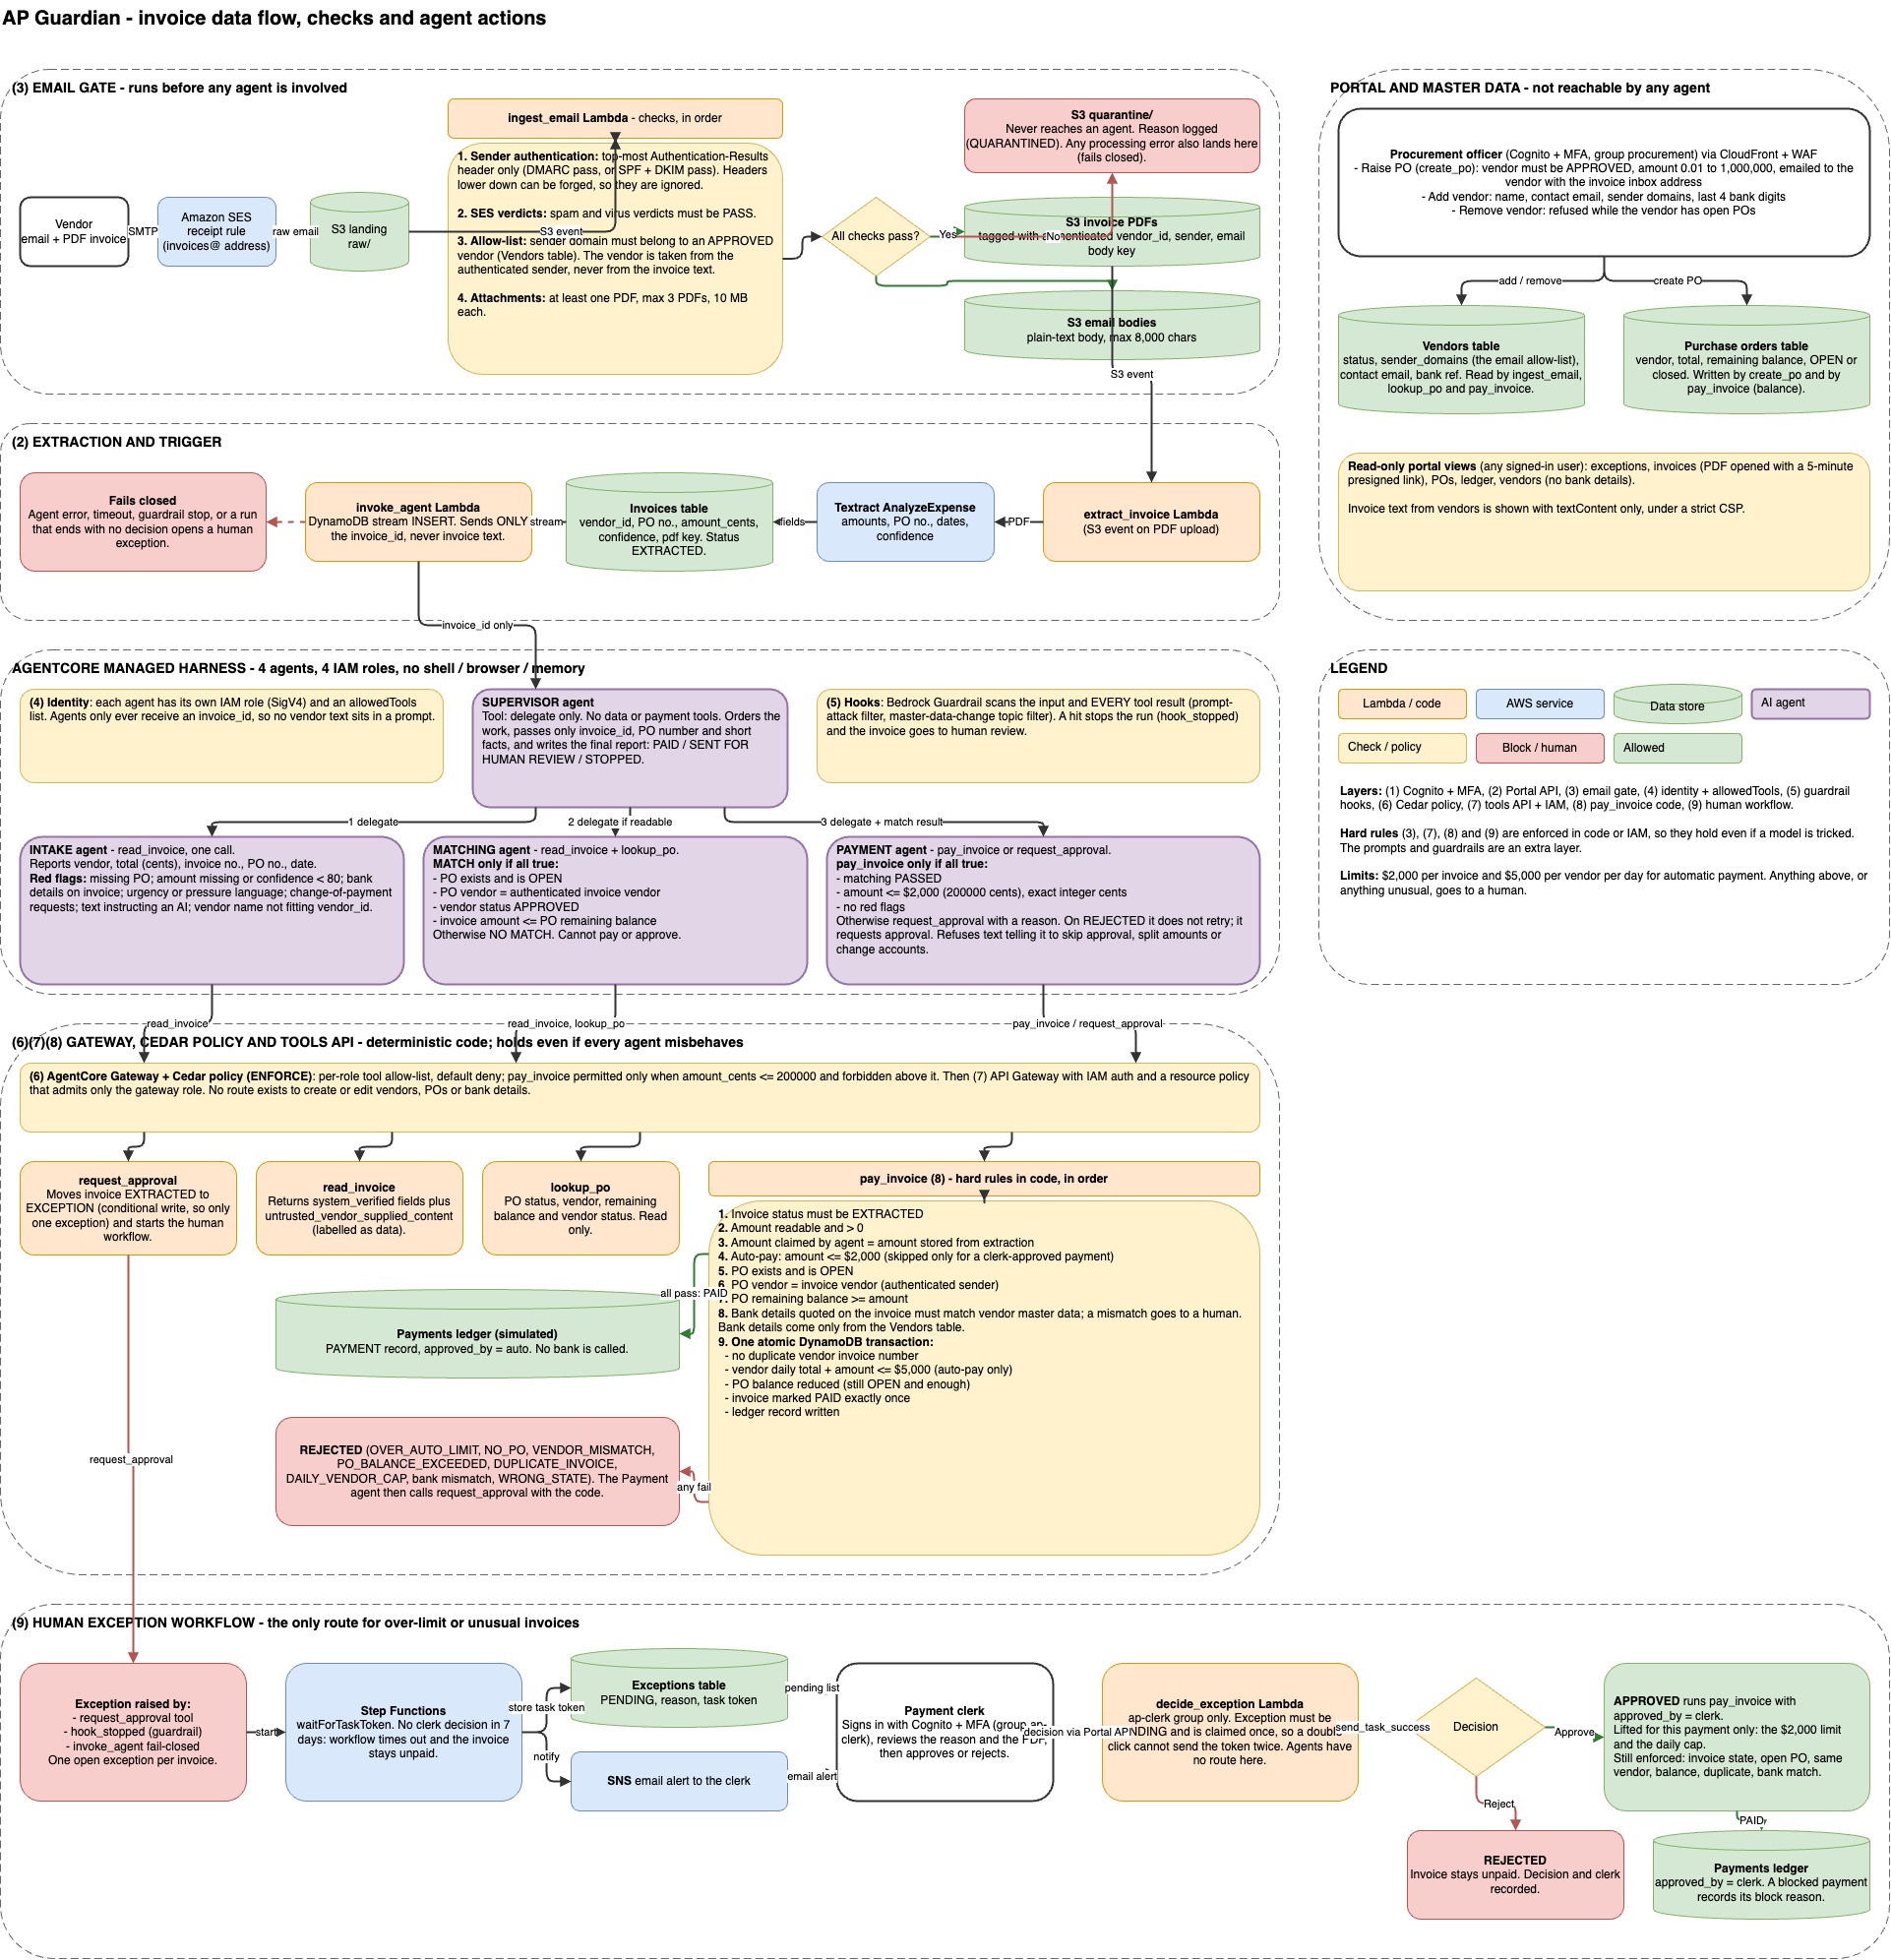 AP Guardian - invoice data flow, checks and agent actions
(3) EMAIL GATE - runs before any agent is involved
Vendor
email + PDF invoice
SMTP
Amazon SES
receipt rule
(invoices@ address)
raw email
S3 landing
raw/
S3 event
ingest_email Lambda - checks, in order
1. Sender authentication: top-most Authentication-Results
header only (DMARC pass, or SPF + DKIM pass). Headers
lower down can be forged, so they are ignored.
2. SES verdicts: spam and virus verdicts must be PASS.
3. Allow-list: sender domain must belong to an APPROVED
vendor (Vendors table). The vendor is taken from the
authenticated sender, never from the invoice text.
4. Attachments: at least one PDF, max 3 PDFs, 10 MB
each.
All checks pass?
Yes
No
S3 quarantine/
Never reaches an agent. Reason logged
(QUARANTINED). Any processing error also lands here
(fails closed).
S3 invoice PDFs
tagged with vendor_id, sender, email
body key
S3 email bodies
plain-text body, max 8,000 chars
S3 event
PORTAL AND MASTER DATA - not reachable by any agent
Procurement officer (Cognito + MFA, group procurement) via CloudFront + WAF
- Raise PO (create_po): vendor must be APPROVED, amount 0.01 to 1,000,000, emailed to the
vendor with the invoice inbox address
- Add vendor: name, contact email, sender domains, last 4 bank digits
- Remove vendor: refused while the vendor has open POs
add / remove
create PO
Vendors table
status, sender_domains (the email allow-list),
contact email, bank ref. Read by ingest_email,
lookup_po and pay_invoice.
Purchase orders table
vendor, total, remaining balance, OPEN or
closed. Written by create_po and by
pay_invoice (balance).
Read-only portal views (any signed-in user): exceptions, invoices (PDF opened with a 5-minute
presigned link), POs, ledger, vendors (no bank details).
Invoice text from vendors is shown with textContent only, under a strict CSP.
(2) EXTRACTION AND TRIGGER
Fails closed
Agent error, timeout, guardrail stop, or a run
that ends with no decision opens a human
exception.
invoke_agent Lambda
DynamoDB stream INSERT. Sends ONLY
the invoice_id, never invoice text.
stream
Invoices table
vendor_id, PO no., amount_cents,
confidence, pdf key. Status
EXTRACTED.
fields
Textract AnalyzeExpense
amounts, PO no., dates,
confidence
PDF
extract_invoice Lambda
(S3 event on PDF upload)
invoice_id only
AGENTCORE MANAGED HARNESS - 4 agents, 4 IAM roles, no shell / browser / memory
(4) Identity: each agent has its own IAM role (SigV4) and an allowedTools
list. Agents only ever receive an invoice_id, so no vendor text sits in a prompt.
SUPERVISOR agent
Tool: delegate only. No data or payment tools. Orders the
work, passes only invoice_id, PO number and short
facts, and writes the final report: PAID / SENT FOR
HUMAN REVIEW / STOPPED.
(5) Hooks: Bedrock Guardrail scans the input and EVERY tool result (prompt-
attack filter, master-data-change topic filter). A hit stops the run (hook_stopped)
and the invoice goes to human review.
1 delegate
2 delegate if readable
3 delegate + match result
INTAKE agent - read_invoice, one call.
Reports vendor, total (cents), invoice no., PO no., date.
Red flags: missing PO; amount missing or confidence < 80; bank
details on invoice; urgency or pressure language; change-of-payment
requests; text instructing an AI; vendor name not fitting vendor_id.
MATCHING agent - read_invoice + lookup_po.
MATCH only if all true:
- PO exists and is OPEN
- PO vendor = authenticated invoice vendor
- vendor status APPROVED
- invoice amount <= PO remaining balance
Otherwise NO MATCH. Cannot pay or approve.
PAYMENT agent - pay_invoice or request_approval.
pay_invoice only if all true:
- matching PASSED
- amount <= $2,000 (200000 cents), exact integer cents
- no red flags
Otherwise request_approval with a reason. On REJECTED it does not retry; it
requests approval. Refuses text telling it to skip approval, split amounts or
change accounts.
LEGEND
Lambda / code
AWS service
Data store
AI agent
Check / policy
Block / human
Allowed
Layers: (1) Cognito + MFA, (2) Portal API, (3) email gate, (4) identity + allowedTools, (5) guardrail
hooks, (6) Cedar policy, (7) tools API + IAM, (8) pay_invoice code, (9) human workflow.
Hard rules (3), (7), (8) and (9) are enforced in code or IAM, so they hold even if a model is tricked.
The prompts and guardrails are an extra layer.
Limits: $2,000 per invoice and $5,000 per vendor per day for automatic payment. Anything above, or
anything unusual, goes to a human.
read_invoice
read_invoice, lookup_po
pay_invoice / request_approval
(6)(7)(8) GATEWAY, CEDAR POLICY AND TOOLS API - deterministic code; holds even if every agent misbehaves
(6) AgentCore Gateway + Cedar policy (ENFORCE): per-role tool allow-list, default deny; pay_invoice permitted only when amount_cents <= 200000 and forbidden above it. Then (7) API Gateway with IAM auth and a resource policy
that admits only the gateway role. No route exists to create or edit vendors, POs or bank details.
request_approval
Moves invoice EXTRACTED to
EXCEPTION (conditional write, so only
one exception) and starts the human
workflow.
read_invoice
Returns system_verified fields plus
untrusted_vendor_supplied_content
(labelled as data).
lookup_po
PO status, vendor, remaining
balance and vendor status. Read
only.
pay_invoice (8) - hard rules in code, in order
1. Invoice status must be EXTRACTED
2. Amount readable and > 0
3. Amount claimed by agent = amount stored from extraction
4. Auto-pay: amount <= $2,000 (skipped only for a clerk-approved payment)
5. PO exists and is OPEN
6. PO vendor = invoice vendor (authenticated sender)
7. PO remaining balance >= amount
8. Bank details quoted on the invoice must match vendor master data; a mismatch goes to a human.
Bank details come only from the Vendors table.
9. One atomic DynamoDB transaction:
- no duplicate vendor invoice number
- vendor daily total + amount <= $5,000 (auto-pay only)
- PO balance reduced (still OPEN and enough)
- invoice marked PAID exactly once
- ledger record written
all pass: PAID
Payments ledger (simulated)
PAYMENT record, approved_by = auto. No bank is called.
REJECTED (OVER_AUTO_LIMIT, NO_PO, VENDOR_MISMATCH,
PO_BALANCE_EXCEEDED, DUPLICATE_INVOICE,
DAILY_VENDOR_CAP, bank mismatch, WRONG_STATE). The Payment
agent then calls request_approval with the code.
any fail
request_approval
(9) HUMAN EXCEPTION WORKFLOW - the only route for over-limit or unusual invoices
Exception raised by:
- request_approval tool
- hook_stopped (guardrail)
- invoke_agent fail-closed
One open exception per invoice.
start
Step Functions
waitForTaskToken. No clerk decision in 7
days: workflow times out and the invoice
stays unpaid.
store task token
notify
Exceptions table
PENDING, reason, task token
SNS email alert to the clerk
pending list
email alert
Payment clerk
Signs in with Cognito + MFA (group ap-
clerk), reviews the reason and the PDF,
then approves or rejects.
decision via Portal API
decide_exception Lambda
Exception must be
PENDING and is claimed once, so a double
click cannot send the token twice. Agents have
no route here.
send_task_success
Decision
Approve
Reject
APPROVED runs pay_invoice with
approved_by = clerk.
Lifted for this payment only: the $2,000 limit
and the daily cap.
Still enforced: invoice state, open PO, same
vendor, balance, duplicate, bank match.
PAID
REJECTED
Invoice stays unpaid. Decision and clerk
recorded.
Payments ledger
approved_by = clerk. A blocked payment
records its block reason.